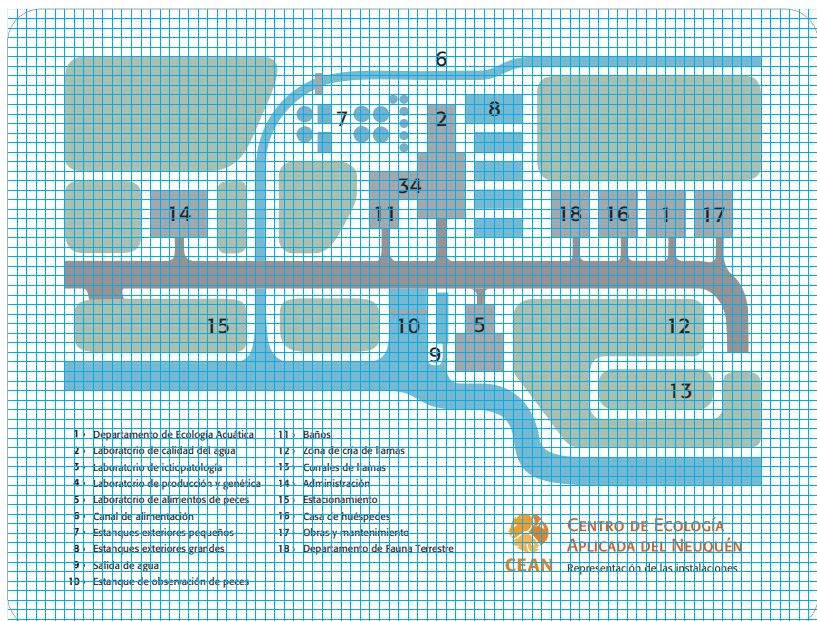 6
7
2
8
34
14
11
18 16 1 17
15
10
5
12
9
13
1 › Departamento de Ecología Acuática
2 › Laboratorio de calidad del agua
3 › Laboratorio de ictiopatología
4 › Laboratorio de producción y genética
5 › Laboratorio de alimentos de peces
6 › Canal de alimentación
7 › Estanques exteriores pequeños
8 › Estanques exteriores grandes
9 › Salida de agua
10 › Estanque de observación de peces
11 › Baños
12 › Zona de cría de llamas
13 › Corrales de llamas
14 › Administración
15 › Estacionamiento
16 › Casa de huéspedes
17 › Obras y mantenimiento
18 › Departamento de Fauna Terrestre
CEAN
CENTRO DE ECOLOGÍA
APLICADA DEL NEUQUÉN
Representación de las instalaciones